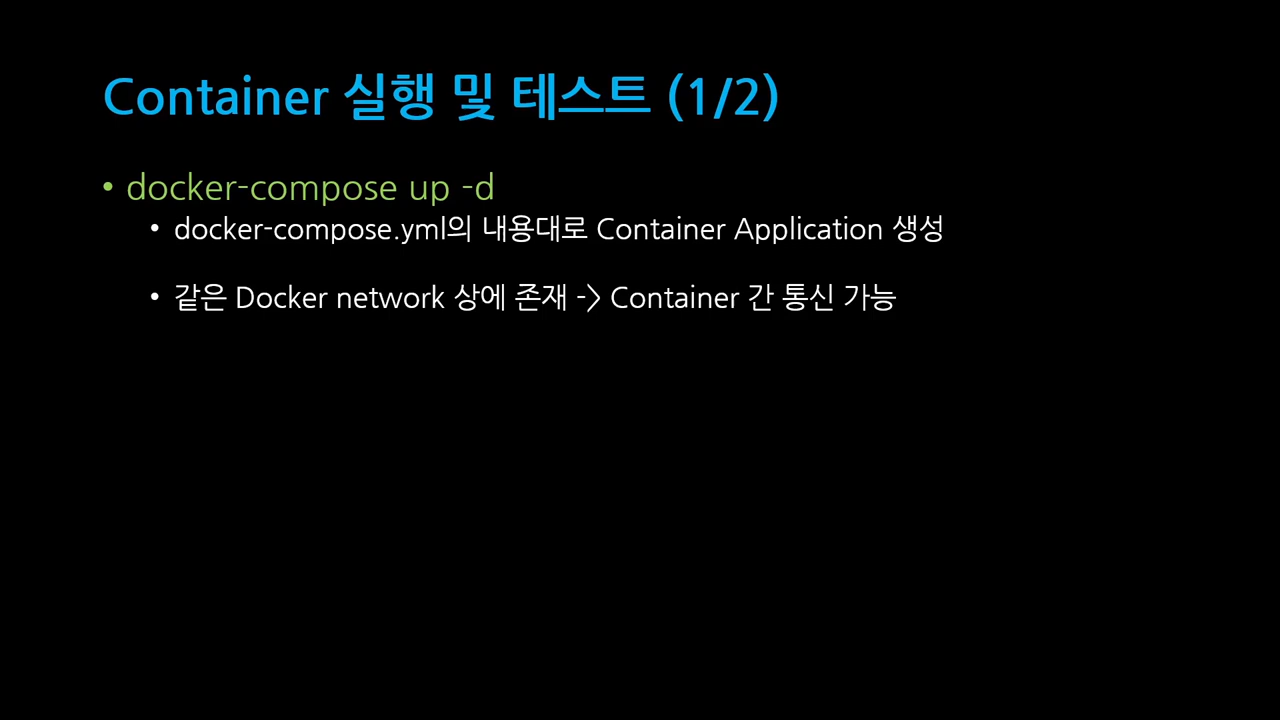 Container 실행 및 테스트 (1/2)
• docker-compose up -d
• docker-compose.yml의 내용대로 Container Application 생성
• 같은 Docker network 상에 존재 -> Container 간 통신 가능